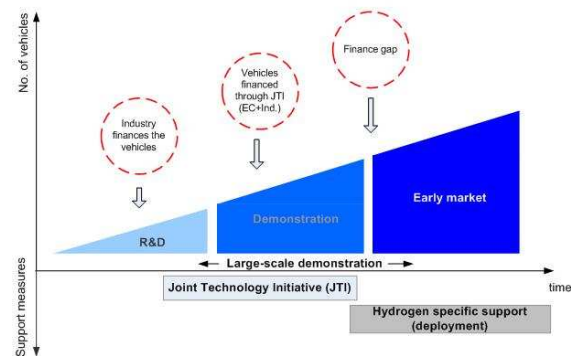 No. of vehicles
Industry
finances the
vehicles
Vehicles
financed
through JTI
(EC+Ind.)
Finance gap
R&D
Demonstration
Early market
Large-scale demonstration
time
Support measures
Joint Technology Initiative (JTI)
Hydrogen specific support
(deployment)